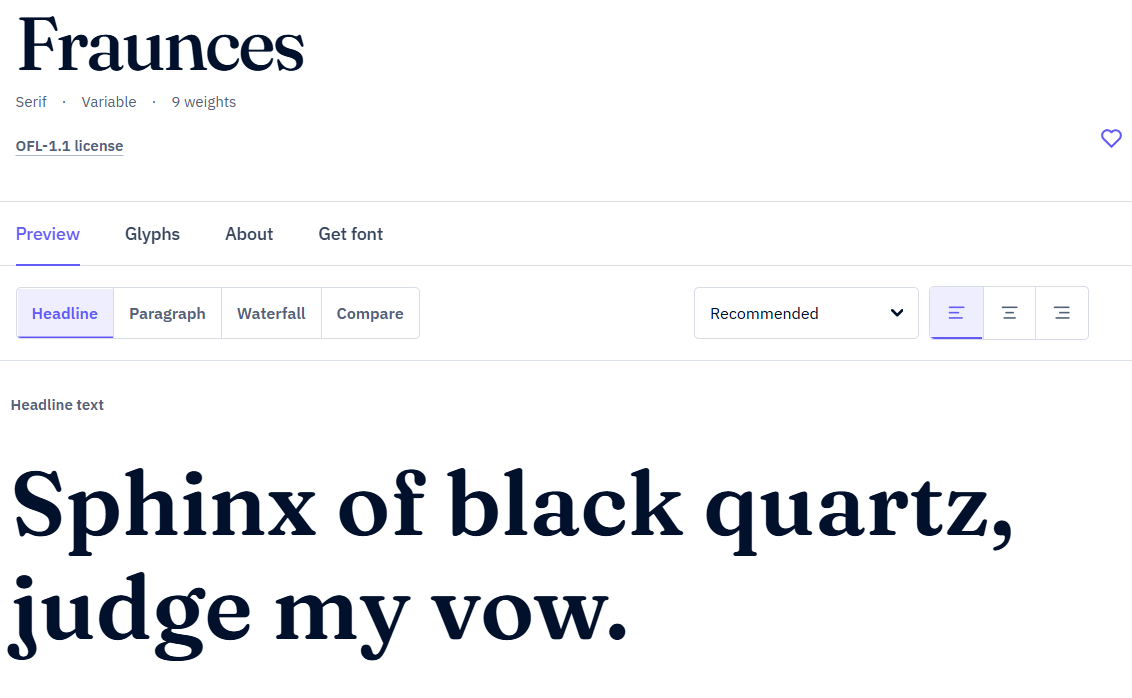 Fraunces
Serif · Variable · 9 weights
OFL-1.1 license
Preview Glyphs About Get font
Headline Paragraph Waterfall Compare Recommended
Headline text
Sphinx of black quartz,
judge my vow.